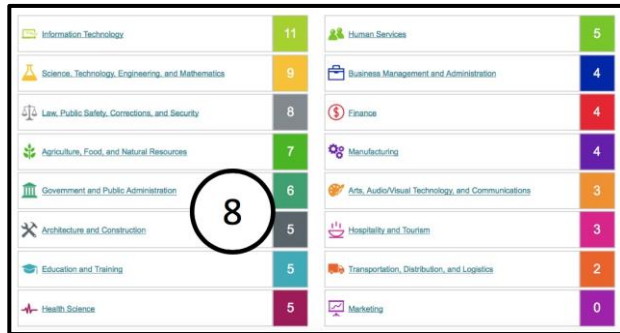 Information Technology 11
Science, Technology, Engineering, and Mathematics 9
Law, Public Safety, Corrections, and Security 8
Agriculture, Food, and Natural Resources 7
Government and Public Administration 6
Architecture and Construction 5
Education and Training 5
Health Science 5
8
Human Services 5
Business Management and Administration 4
Finance 4
Manufacturing 4
Arts, Audio/Visual Technology, and Communications 3
Hospitality and Tourism 3
Transportation, Distribution, and Logistics 2
Marketing 0